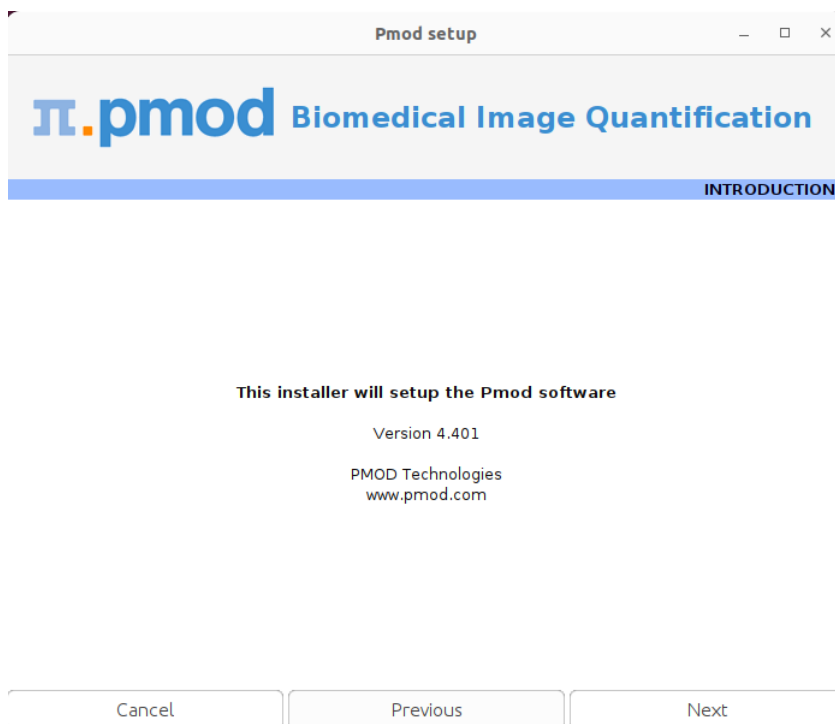 Pmod setup
π.pmod Biomedical Image Quantification
INTRODUCTION
This installer will setup the Pmod software
Version 4.401
PMOD Technologies
www.pmod.com
Cancel Previous Next